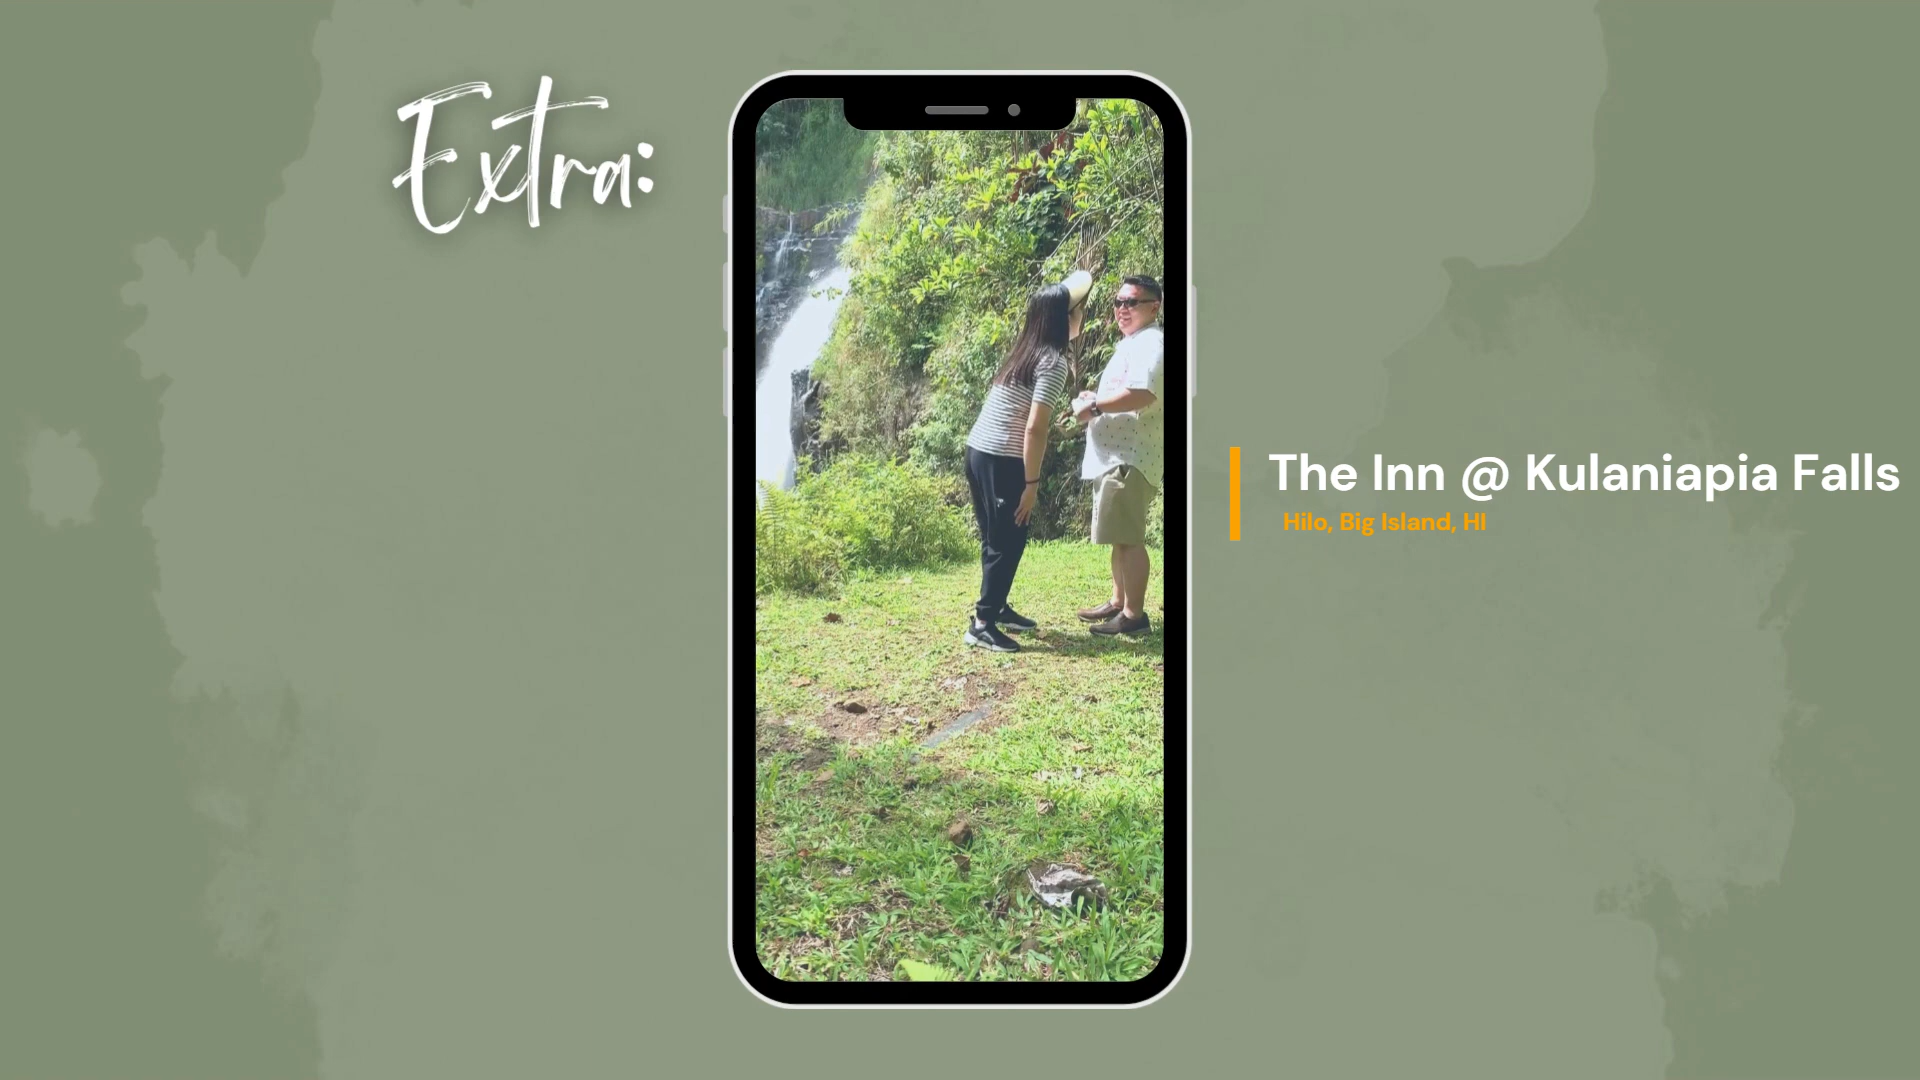 Extra:
The Inn @ Kulaniapia Falls
Hilo, Big Island, HI